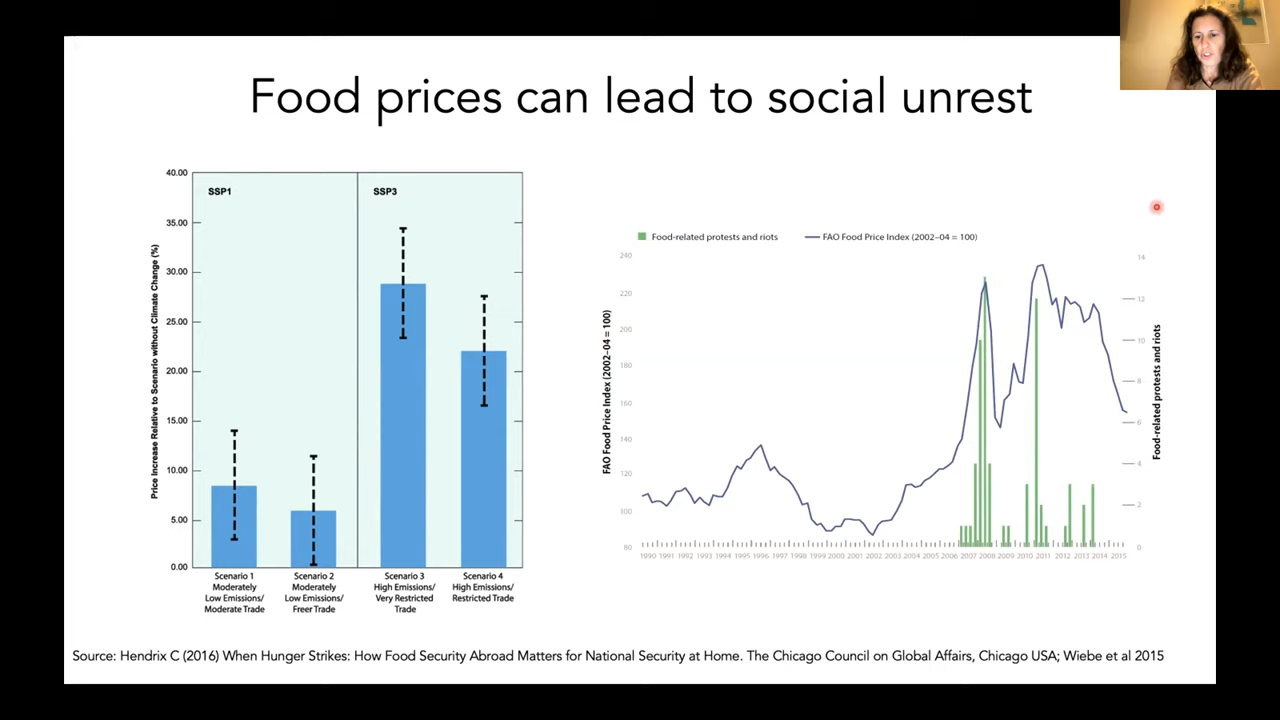 Food prices can lead to social unrest
Price Increase Relative to Scenario without Climate Change (%)
40.00
35.00
30.00
25.00
20.00
15.00
10.00
5.00
0.00
SSP1
SSP3
Scenario 1
Moderately
Low Emissions/
Moderate Trade
Scenario 2
Moderately
Low Emissions/
Freer Trade
Scenario 3
High Emissions/
Very Restricted
Trade
Scenario 4
High Emissions/
Restricted Trade
Food-related protests and riots
FAO Food Price Index (2002–04 = 100)
FAO Food Price Index (2002–04 = 100)
240
220
200
180
160
140
120
100
80
14
12
10
8
6
4
2
0
Food-related protests and riots
1990 1991 1992 1993 1994 1995 1996 1997 1998 1999 2000 2001 2002 2003 2004 2005 2006 2007 2008 2009 2010 2011 2012 2013 2014 2015
Source: Hendrix C (2016) When Hunger Strikes: How Food Security Abroad Matters for National Security at Home. The Chicago Council on Global Affairs, Chicago USA; Wiebe et al 2015